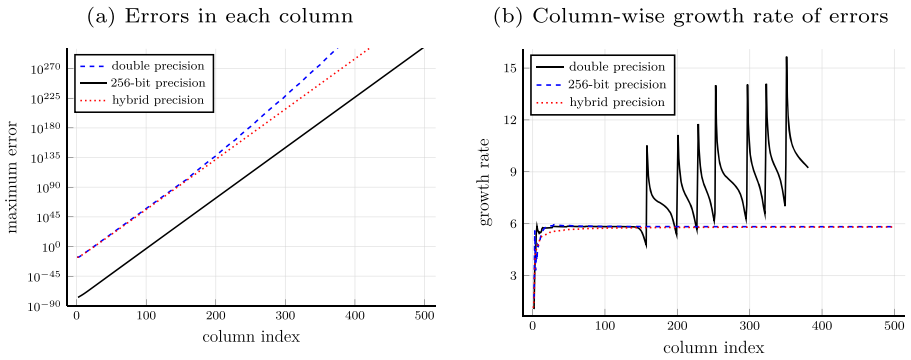 (a) Errors in each column
10^270
10^225
10^180
10^135
10^90
10^45
10^0
10^-45
10^-90
maximum error
double precision
256-bit precision
hybrid precision
0
100
200
300
400
500
column index
(b) Column-wise growth rate of errors
15
12
9
6
3
growth rate
double precision
256-bit precision
hybrid precision
0
100
200
300
400
500
column index